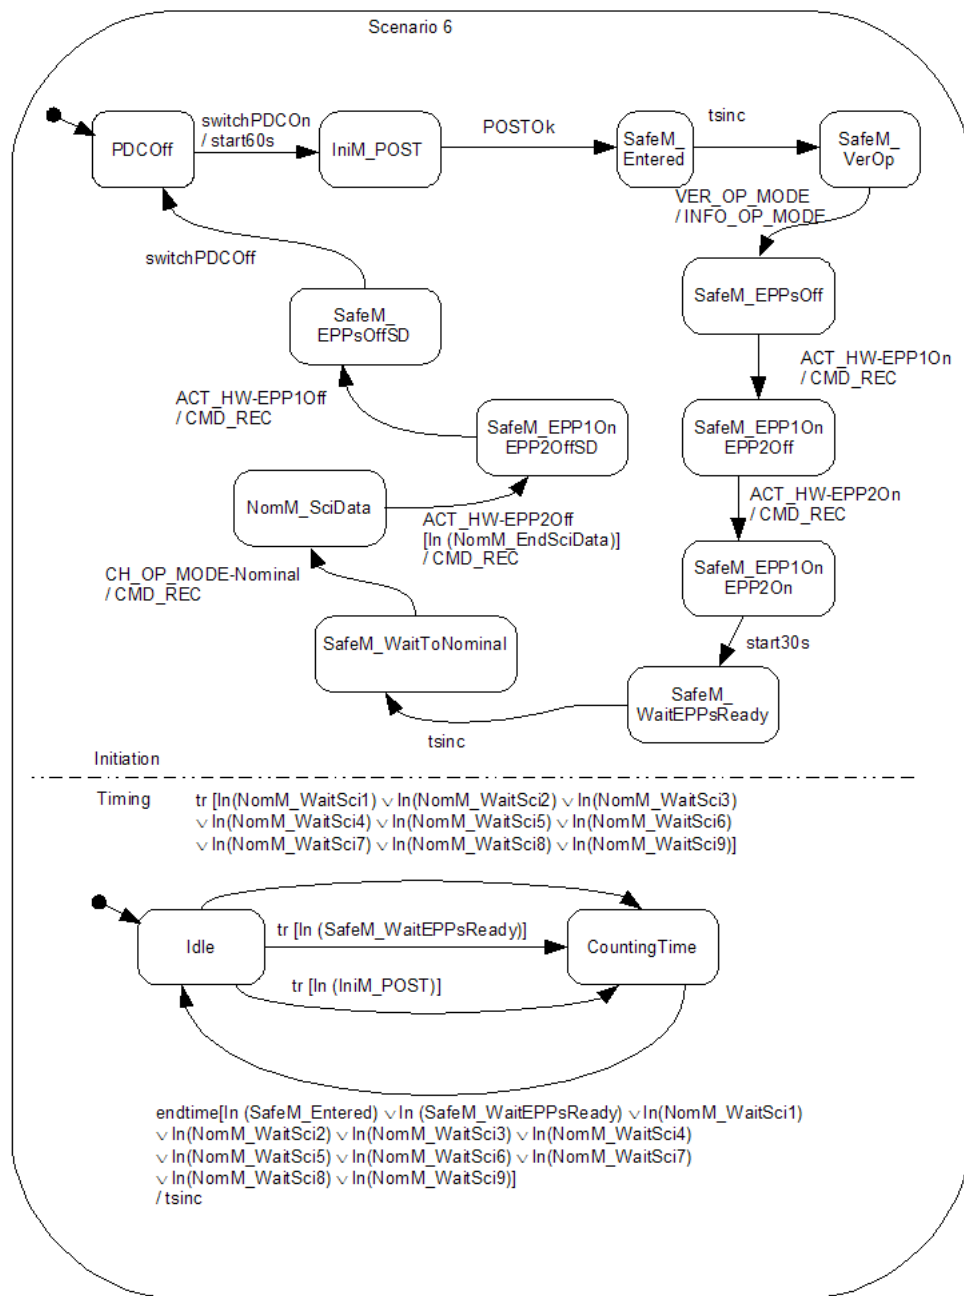 Scenario 6
PDCOff
switchPDCOn
/ start60s
IniM_POST
POSTOk
SafeM_
Entered
tsinc
SafeM_
VerOp
VER_OP_MODE
/ INFO_OP_MODE
SafeM_EPPsOff
switchPDCOff
SafeM_
EPPsOffSD
ACT_HW-EPP1On
/ CMD_REC
ACT_HW-EPP1Off
/ CMD_REC
SafeM_EPP1On
EPP2OffSD
SafeM_EPP1On
EPP2Off
NomM_SciData
ACT_HW-EPP2Off
[In (NomM_EndSciData)]
/ CMD_REC
ACT_HW-EPP2On
/ CMD_REC
SafeM_EPP1On
EPP2On
CH_OP_MODE-Nominal
/ CMD_REC
SafeM_WaitToNominal
start30s
SafeM_
WaitEPPsReady
tsinc
Initiation
Timing
tr [In(NomM_WaitSci1) ∨ In(NomM_WaitSci2) ∨ In(NomM_WaitSci3)
∨ In(NomM_WaitSci4) ∨ In(NomM_WaitSci5) ∨ In(NomM_WaitSci6)
∨ In(NomM_WaitSci7) ∨ In(NomM_WaitSci8) ∨ In(NomM_WaitSci9)]
Idle
tr [In (SafeM_WaitEPPsReady)]
CountingTime
tr [In (IniM_POST)]
endtime[In (SafeM_Entered) ∨ In (SafeM_WaitEPPsReady) ∨ In(NomM_WaitSci1)
∨ In(NomM_WaitSci2) ∨ In(NomM_WaitSci3) ∨ In(NomM_WaitSci4)
∨ In(NomM_WaitSci5) ∨ In(NomM_WaitSci6) ∨ In(NomM_WaitSci7)
∨ In(NomM_WaitSci8) ∨ In(NomM_WaitSci9)]
/ tsinc